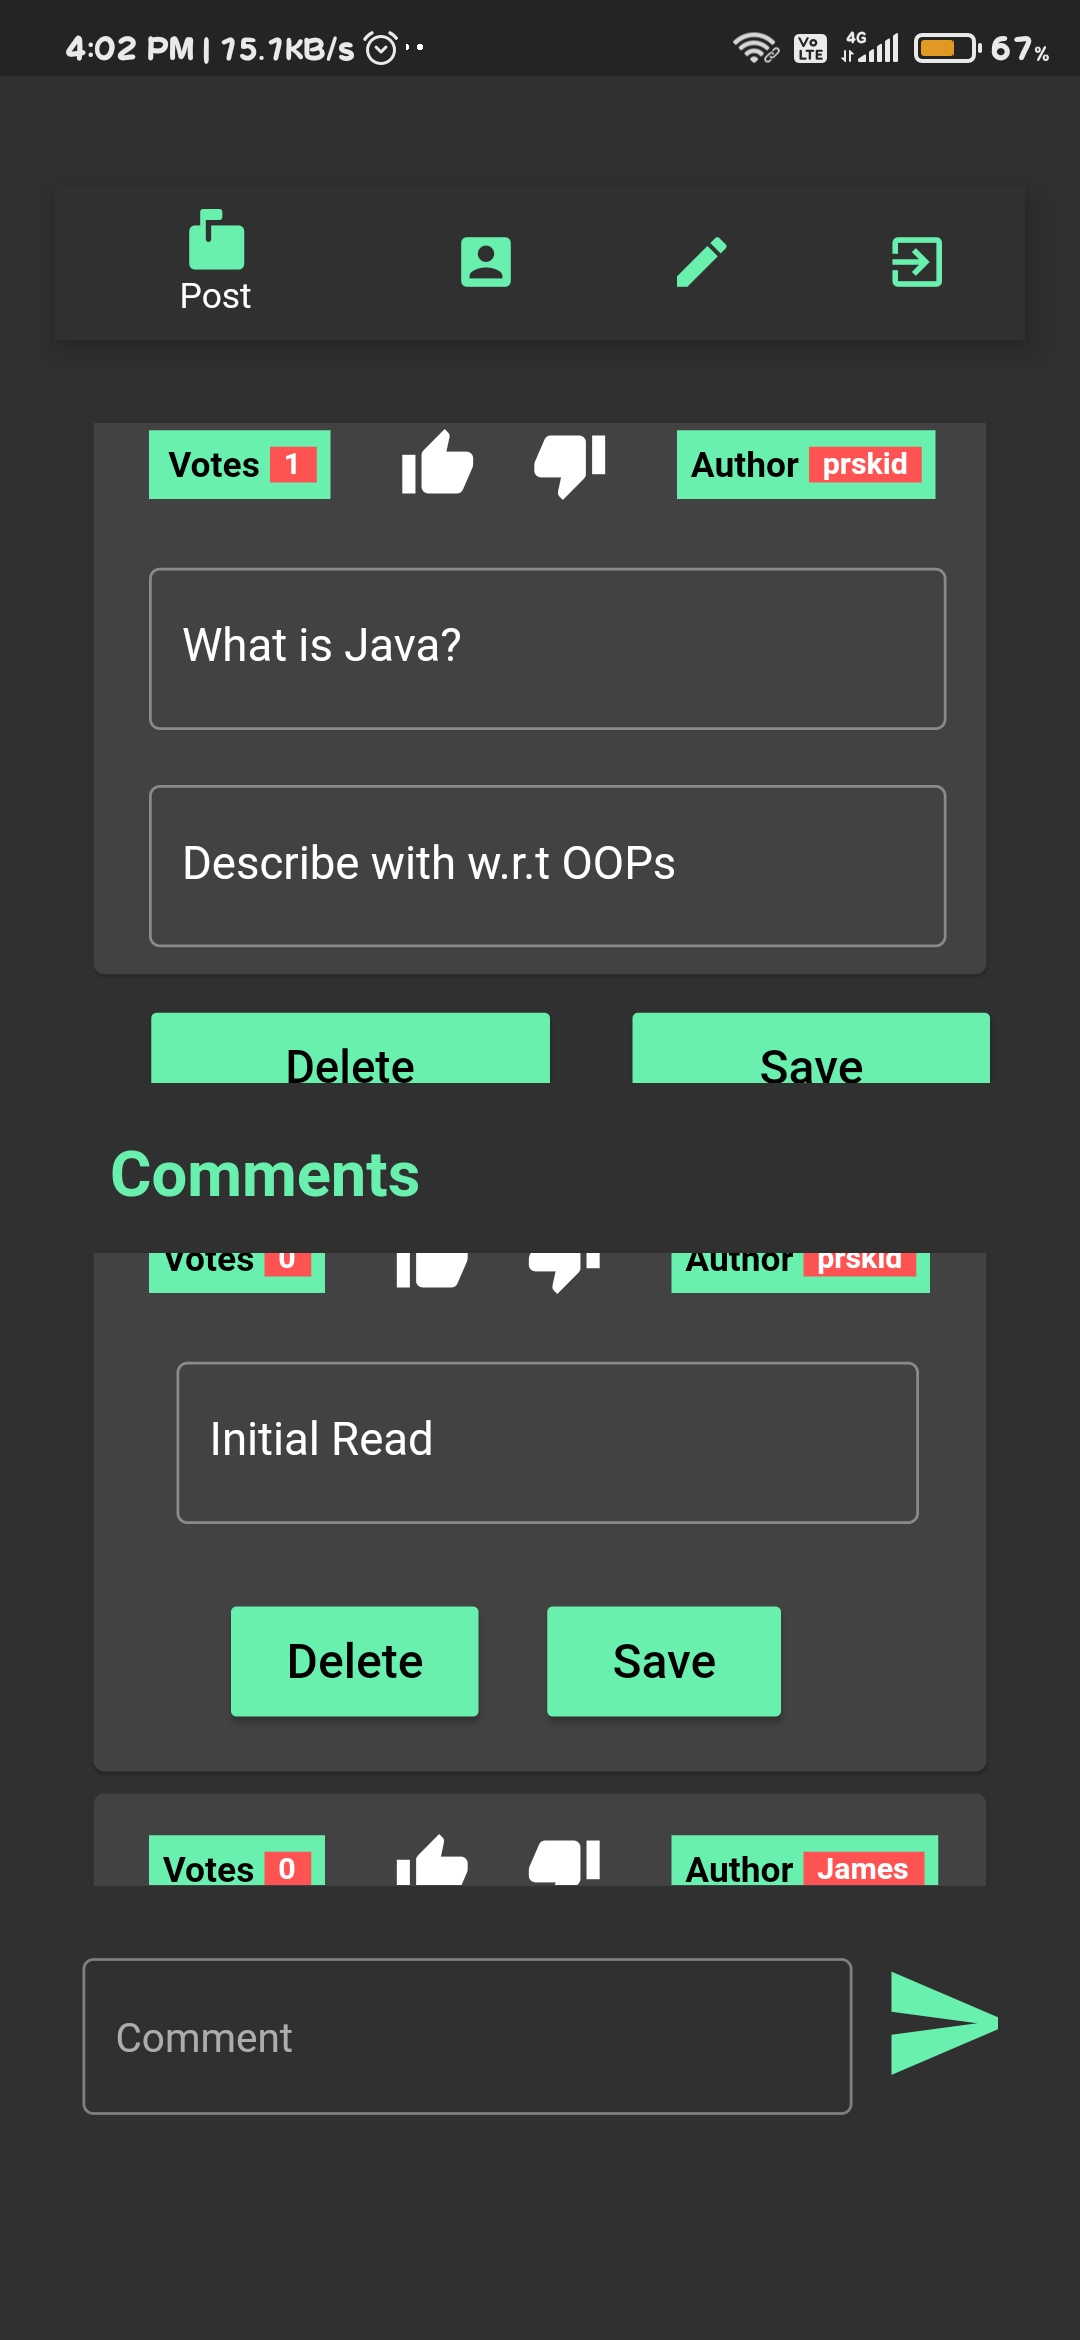 4:02 PM | 15.1KB/s
Vo LTE 4G 67%
Post
Votes 1 Author prskid
What is Java?
Describe with w.r.t OOPs
Delete Save
Comments
Votes 0 Author prskid
Initial Read
Delete Save
Votes 0 Author James
Comment